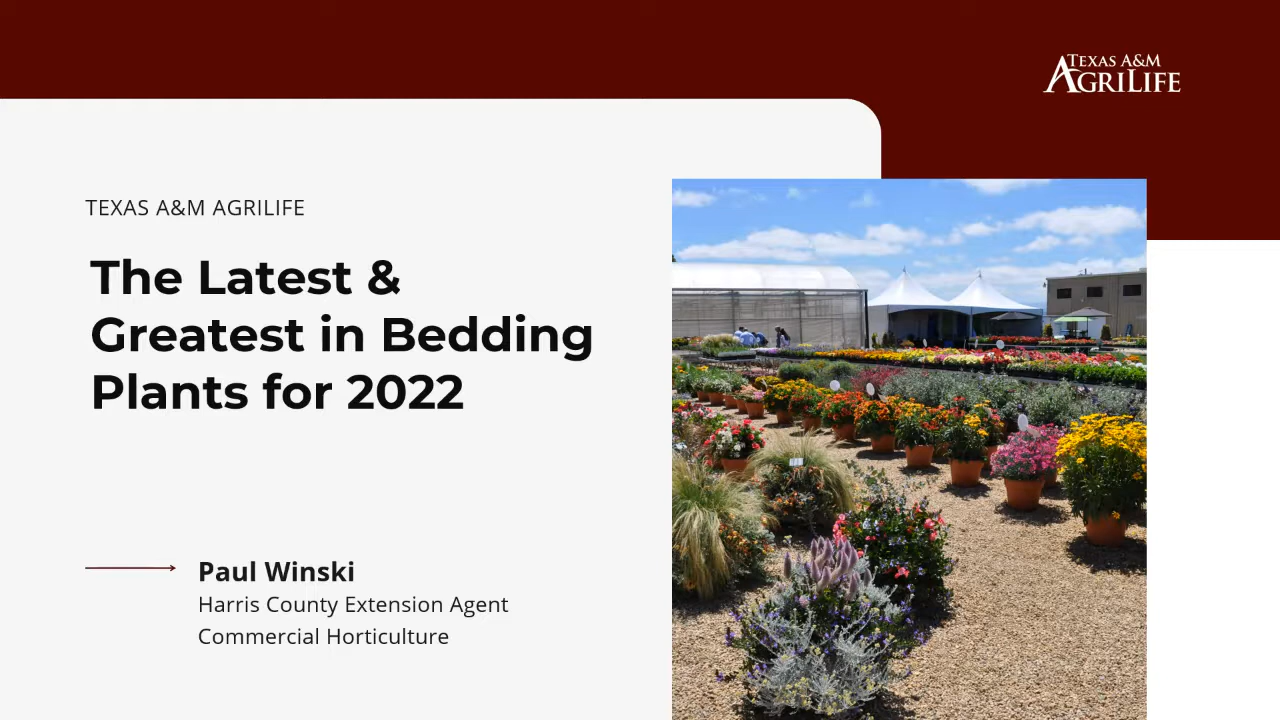 TEXAS A&M
AGRILIFE
TEXAS A&M AGRILIFE
The Latest &
Greatest in Bedding
Plants for 2022
Paul Winski
Harris County Extension Agent
Commercial Horticulture